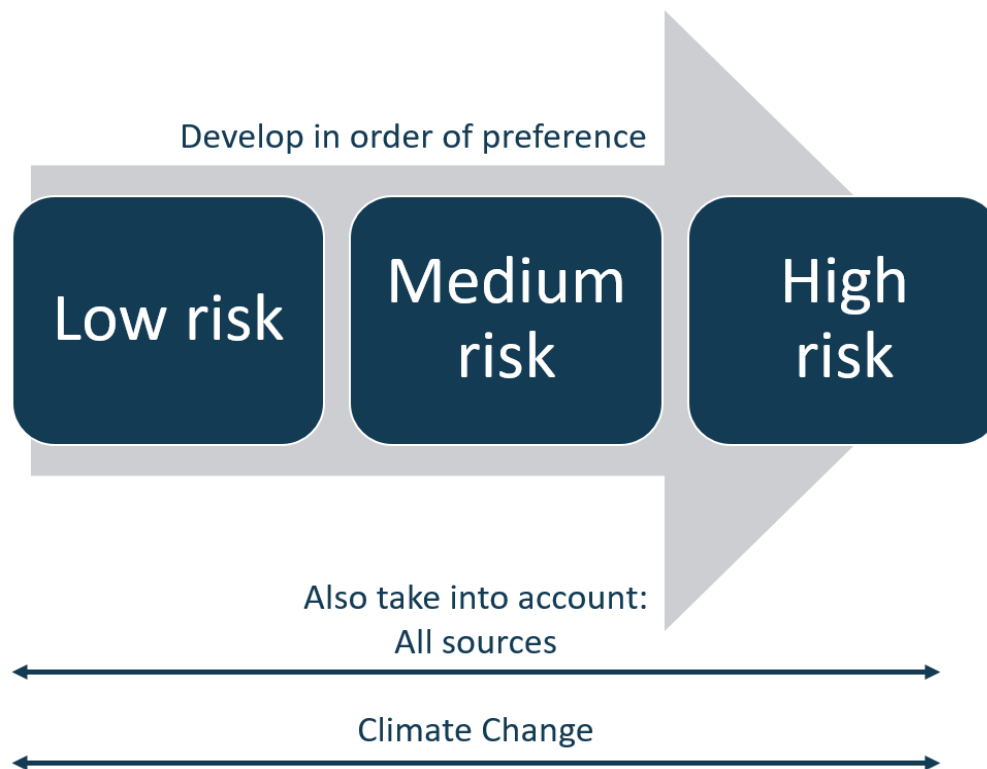 Develop in order of preference
Low risk
Medium
risk
High
risk
Also take into account:
All sources
Climate Change